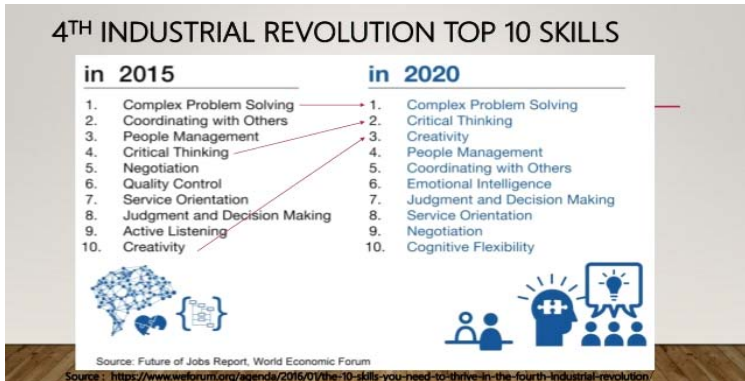 4TH INDUSTRIAL REVOLUTION TOP 10 SKILLS
in 2015
1. Complex Problem Solving
2. Coordinating with Others
3. People Management
4. Critical Thinking
5. Negotiation
6. Quality Control
7. Service Orientation
8. Judgment and Decision Making
9. Active Listening
10. Creativity
in 2020
1. Complex Problem Solving
2. Critical Thinking
3. Creativity
4. People Management
5. Coordinating with Others
6. Emotional Intelligence
7. Judgment and Decision Making
8. Service Orientation
9. Negotiation
10. Cognitive Flexibility
Source: Future of Jobs Report, World Economic Forum
Source : https://www.weforum.org/agenda/2016/01/the-10-skills-you-need-to-thrive-in-the-fourth-industrial-revolution/